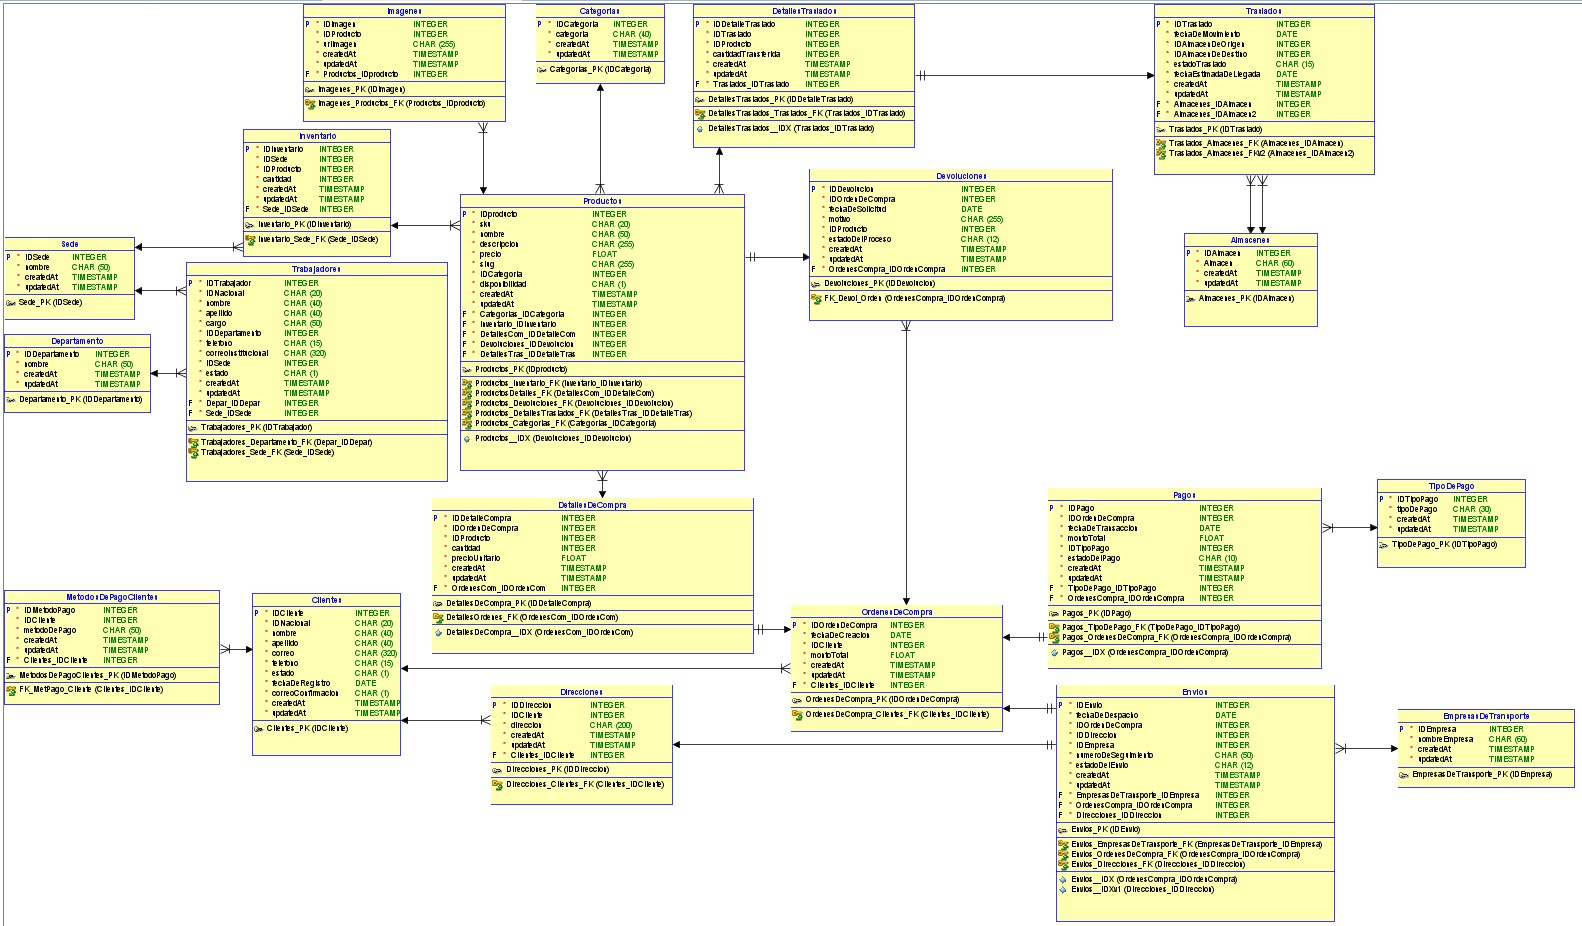 Imagenes
P * IDImagen INTEGER
* IDProducto INTEGER
* urlImagen CHAR (255)
* createdAt TIMESTAMP
* updatedAt TIMESTAMP
F * Productos_IDproducto INTEGER
Imagenes_PK (IDImagen)
Imagenes_Productos_FK (Productos_IDproducto)
Categorias
P * IDCategoria INTEGER
* categoria CHAR (40)
* createdAt TIMESTAMP
* updatedAt TIMESTAMP
Categorias_PK (IDCategoria)
DetallesTraslados
P * IDDetalleTraslado INTEGER
* IDTraslado INTEGER
* IDProducto INTEGER
* cantidadTransferida INTEGER
* createdAt TIMESTAMP
* updatedAt TIMESTAMP
F * Traslados_IDTraslado INTEGER
DetallesTraslados_PK (IDDetalleTraslado)
DetallesTraslados_Traslados_FK (Traslados_IDTraslado)
DetallesTraslados__IDX (Traslados_IDTraslado)
Traslados
P * IDTraslado INTEGER
* fechaDeMovimiento DATE
* IDAlmacenDeOrigen INTEGER
* IDAlmacenDeDestino INTEGER
* estadoTraslado CHAR (15)
* fechaEstimadaDeLlegada DATE
* createdAt TIMESTAMP
* updatedAt TIMESTAMP
F * Almacenes_IDAlmacen INTEGER
F * Almacenes_IDAlmacen2 INTEGER
Traslados_PK (IDTraslado)
Traslados_Almacenes_FK (Almacenes_IDAlmacen)
Traslados_Almacenes_FKv2 (Almacenes_IDAlmacen2)
Inventario
P * IDInventario INTEGER
* IDSede INTEGER
* IDProducto INTEGER
* cantidad INTEGER
* createdAt TIMESTAMP
* updatedAt TIMESTAMP
F * Sede_IDSede INTEGER
Inventario_PK (IDInventario)
Inventario_Sede_FK (Sede_IDSede)
Sede
P * IDSede INTEGER
* nombre CHAR (50)
* createdAt TIMESTAMP
* updatedAt TIMESTAMP
Sede_PK (IDSede)
Trabajadores
P * IDTrabajador INTEGER
* IDNacional CHAR (20)
* nombre CHAR (40)
* apellido CHAR (40)
* cargo CHAR (50)
* IDDepartamento INTEGER
* telefono CHAR (15)
* correoInstitucional CHAR (320)
* IDSede INTEGER
* estado CHAR (1)
* createdAt TIMESTAMP
* updatedAt TIMESTAMP
F * Depar_IDDepar INTEGER
F * Sede_IDSede INTEGER
Trabajadores_PK (IDTrabajador)
Trabajadores_Departamento_FK (Depar_IDDepar)
Trabajadores_Sede_FK (Sede_IDSede)
Departamento
P * IDDepartamento INTEGER
* nombre CHAR (50)
* createdAt TIMESTAMP
* updatedAt TIMESTAMP
Departamento_PK (IDDepartamento)
Productos
P * IDproducto INTEGER
* sku CHAR (20)
* nombre CHAR (50)
* descripcion CHAR (255)
* precio FLOAT
* slug CHAR (255)
* IDCategoria INTEGER
* disponibilidad CHAR (1)
* createdAt TIMESTAMP
* updatedAt TIMESTAMP
F * Categorias_IDCategoria INTEGER
F * Inventario_IDInventario INTEGER
F * DetallesCom_IDDetalleCom INTEGER
F * Devoluciones_IDDevolucion INTEGER
F * DetallesTras_IDDetalleTras INTEGER
Productos_PK (IDproducto)
Productos_Inventario_FK (Inventario_IDInventario)
ProductosDetalles_FK (DetallesCom_IDDetalleCom)
Productos_Devoluciones_FK (Devoluciones_IDDevolucion)
Productos_DetallesTraslados_FK (DetallesTras_IDDetalleTras)
Productos_Categorias_FK (Categorias_IDCategoria)
Productos__IDX (Devoluciones_IDDevolucion)
Devoluciones
P * IDDevolucion INTEGER
* IDOrdenDeCompra INTEGER
* fechaDeSolicitud DATE
* motivo CHAR (255)
* IDProducto INTEGER
* estadoDelProceso CHAR (12)
* createdAt TIMESTAMP
* updatedAt TIMESTAMP
F * OrdenesCompra_IDOrdenCompra INTEGER
Devoluciones_PK (IDDevolucion)
FK_Devol_Orden (OrdenesCompra_IDOrdenCompra)
Almacenes
P * IDAlmacen INTEGER
* Almacen CHAR (60)
* createdAt TIMESTAMP
* updatedAt TIMESTAMP
Almacenes_PK (IDAlmacen)
DetallesDeCompra
P * IDDetalleCompra INTEGER
* IDOrdenDeCompra INTEGER
* IDProducto INTEGER
* cantidad INTEGER
* precioUnitario FLOAT
* createdAt TIMESTAMP
* updatedAt TIMESTAMP
F * OrdenesCom_IDOrdenCom INTEGER
DetallesDeCompra_PK (IDDetalleCompra)
DetallesOrdenes_FK (OrdenesCom_IDOrdenCom)
DetallesDeCompra__IDX (OrdenesCom_IDOrdenCom)
Pagos
P * IDPago INTEGER
* IDOrdenDeCompra INTEGER
* fechaDeTransaccion DATE
* montoTotal FLOAT
* IDTipoPago INTEGER
* estadoDelPago CHAR (10)
* createdAt TIMESTAMP
* updatedAt TIMESTAMP
F * TipoDePago_IDTipoPago INTEGER
F * OrdenesCompra_IDOrdenCompra INTEGER
Pagos_PK (IDPago)
Pagos_TipoDePago_FK (TipoDePago_IDTipoPago)
Pagos_OrdenesDeCompra_FK (OrdenesCompra_IDOrdenCompra)
Pagos__IDX (OrdenesCompra_IDOrdenCompra)
TipoDePago
P * IDTipoPago INTEGER
* tipoDePago CHAR (30)
* createdAt TIMESTAMP
* updatedAt TIMESTAMP
TipoDePago_PK (IDTipoPago)
MetodosDePagoClientes
P * IDMetodoPago INTEGER
* IDCliente INTEGER
* metodoDePago CHAR (50)
* createdAt TIMESTAMP
* updatedAt TIMESTAMP
F * Clientes_IDCliente INTEGER
MetodosDePagoClientes_PK (IDMetodoPago)
FK_MetPago_Cliente (Clientes_IDCliente)
Clientes
P * IDCliente INTEGER
* IDNacional CHAR (20)
* nombre CHAR (40)
* apellido CHAR (40)
* correo CHAR (320)
* telefono CHAR (15)
* estado CHAR (1)
* fechaDeRegistro DATE
* correoConfirmacion CHAR (1)
* createdAt TIMESTAMP
* updatedAt TIMESTAMP
Clientes_PK (IDCliente)
OrdenesDeCompra
P * IDOrdenDeCompra INTEGER
* fechaDeCreacion DATE
* IDCliente INTEGER
* montoTotal FLOAT
* createdAt TIMESTAMP
* updatedAt TIMESTAMP
F * Clientes_IDCliente INTEGER
OrdenesDeCompra_PK (IDOrdenDeCompra)
OrdenesDeCompra_Clientes_FK (Clientes_IDCliente)
Direcciones
P * IDDireccion INTEGER
* IDCliente INTEGER
* direccion CHAR (200)
* createdAt TIMESTAMP
* updatedAt TIMESTAMP
F * Clientes_IDCliente INTEGER
Direcciones_PK (IDDireccion)
Direcciones_Clientes_FK (Clientes_IDCliente)
Envios
P * IDEnvio INTEGER
* fechaDeDespacho DATE
* IDOrdenDeCompra INTEGER
* IDDireccion INTEGER
* IDEmpresa INTEGER
* numeroDeSeguimiento CHAR (50)
* estadoDelEnvio CHAR (12)
* createdAt TIMESTAMP
* updatedAt TIMESTAMP
F * EmpresasDeTransporte_IDEmpresa INTEGER
F * OrdenesCompra_IDOrdenCompra INTEGER
F * Direcciones_IDDireccion INTEGER
Envios_PK (IDEnvio)
Envios_EmpresasDeTransporte_FK (EmpresasDeTransporte_IDEmpresa)
Envios_OrdenesDeCompra_FK (OrdenesCompra_IDOrdenCompra)
Envios_Direcciones_FK (Direcciones_IDDireccion)
Envios__IDX (OrdenesCompra_IDOrdenCompra)
Envios__IDXv1 (Direcciones_IDDireccion)
EmpresasDeTransporte
P * IDEmpresa INTEGER
* nombreEmpresa CHAR (60)
* createdAt TIMESTAMP
* updatedAt TIMESTAMP
EmpresasDeTransporte_PK (IDEmpresa)